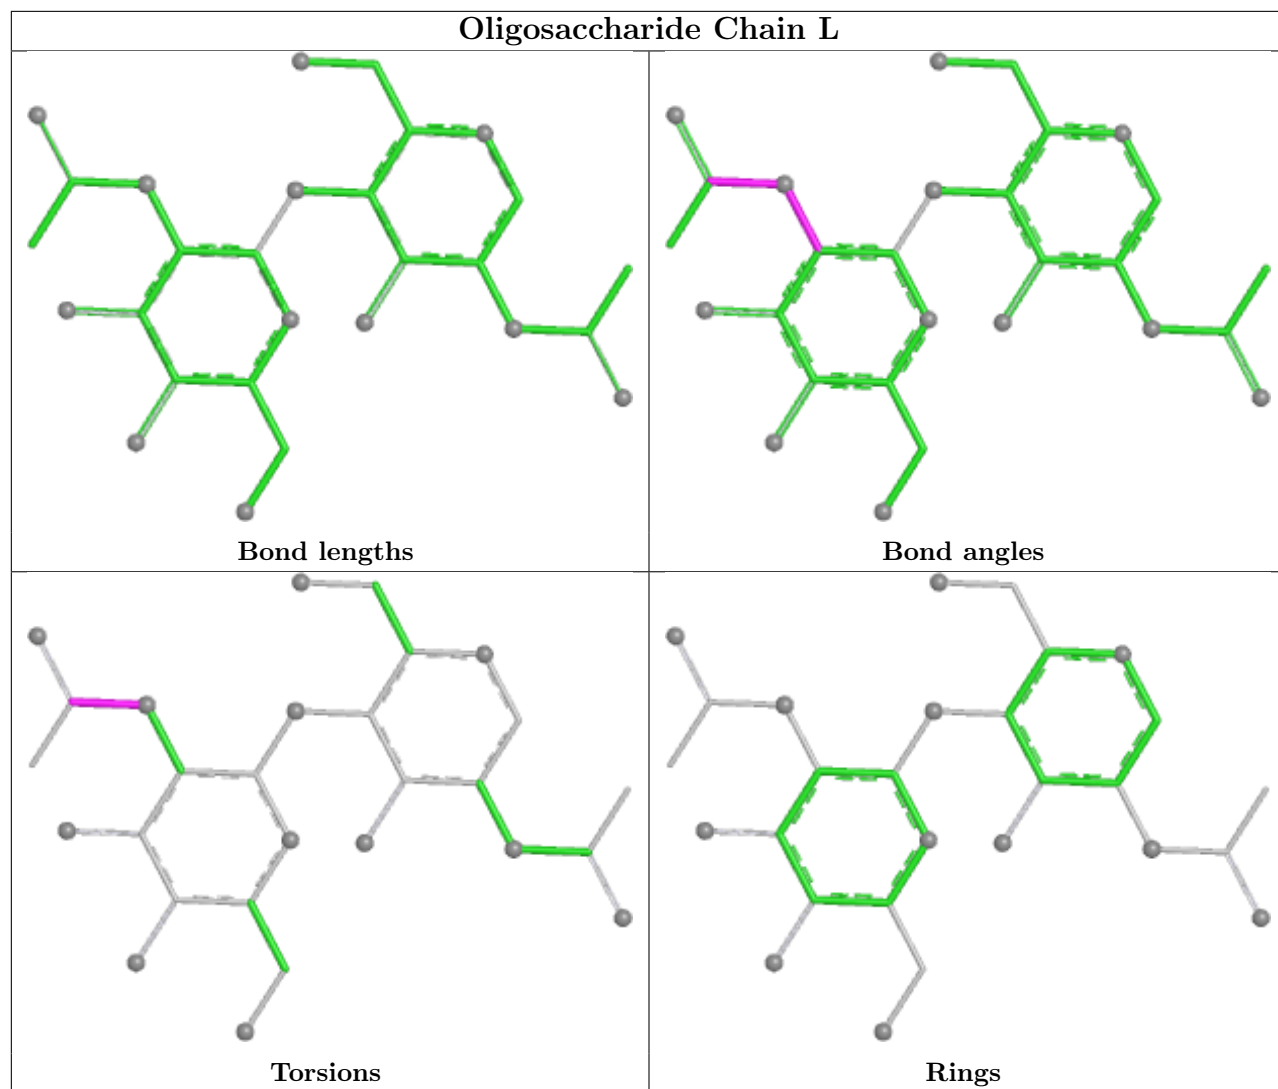 Oligosaccharide Chain L
Bond lengths
Bond angles
Torsions
Rings